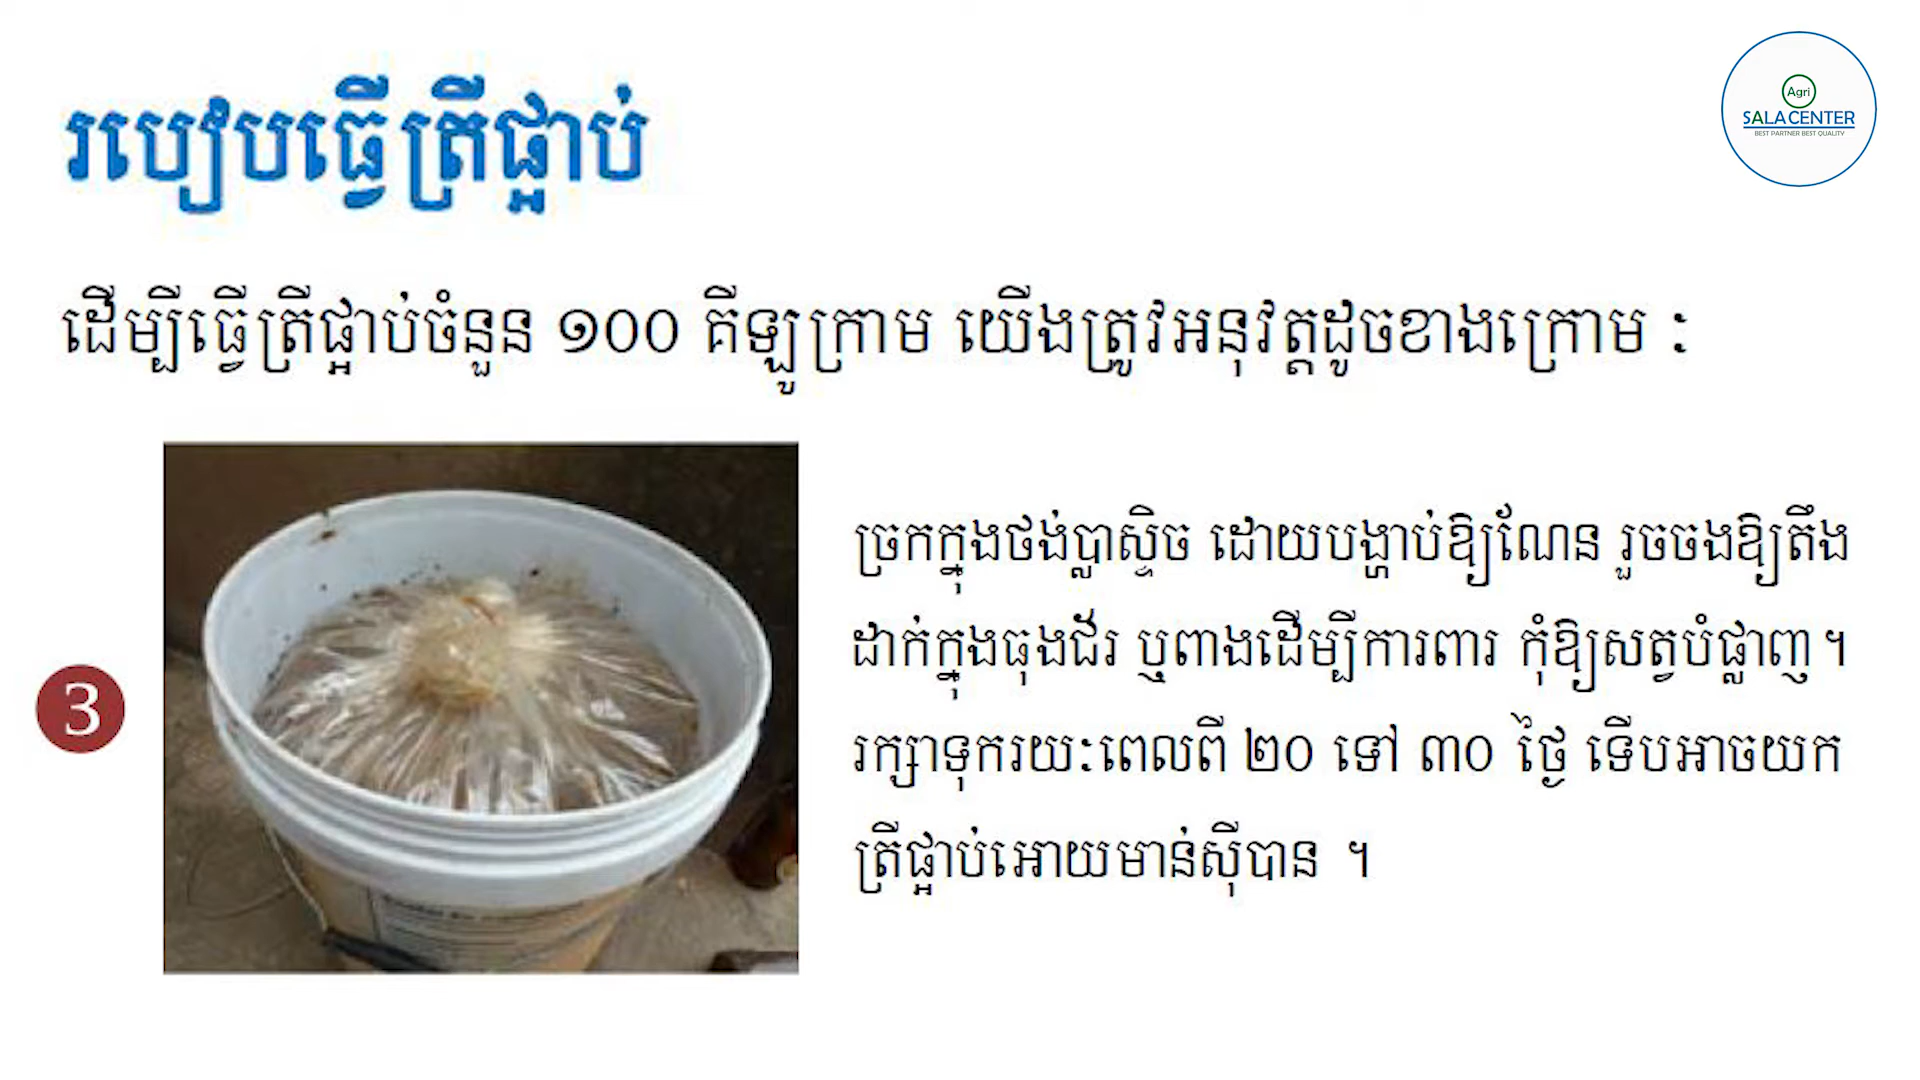 របៀបធ្វើត្រីផ្អាប់
Agri
SALA CENTER
BEST PARTNER BEST QUALITY
ដើម្បីធ្វើត្រីផ្អាប់ចំនួន ១០០ គីឡូក្រាម យើងត្រូវអនុវត្តដូចខាងក្រោម ៖
3
ច្រកក្នុងថង់ប្លាស្ទិច ដោយបង្ហាប់ឱ្យណែន រួចចងឱ្យតឹង
ដាក់ក្នុងធុងជ័រ ឬពាងដើម្បីការពារ កុំឱ្យសត្វបំផ្លាញ។
រក្សាទុករយៈពេលពី ២០ ទៅ ៣០ ថ្ងៃ ទើបអាចយក
ត្រីផ្អាប់អោយមាន់ស៊ីបាន ។